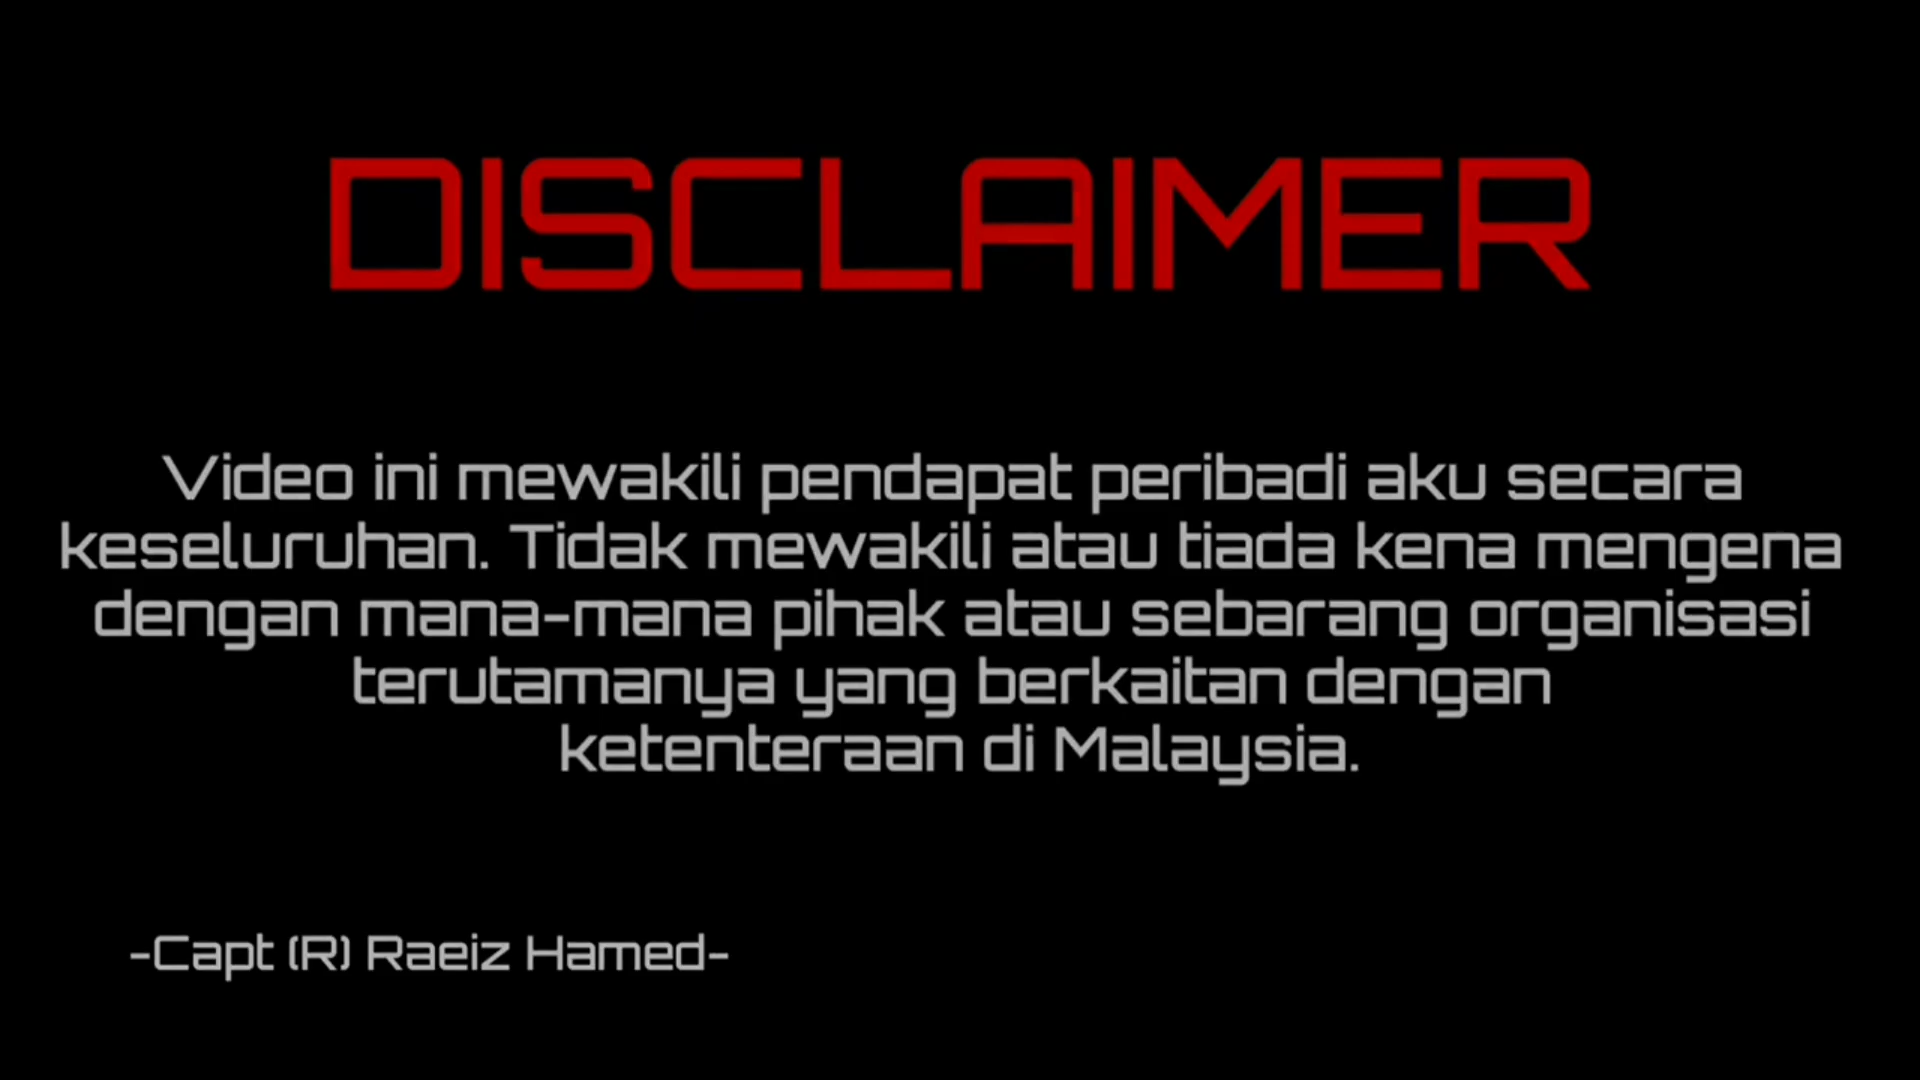 DISCLAIMER
Video ini mewakili pendapat peribadi aku secara
keseluruhan. Tidak mewakili atau tiada kena mengena
dengan mana-mana pihak atau sebarang organisasi
terutamanya yang berkaitan dengan
ketenteraan di Malaysia.
-Capt (R) Raeiz Hamed-